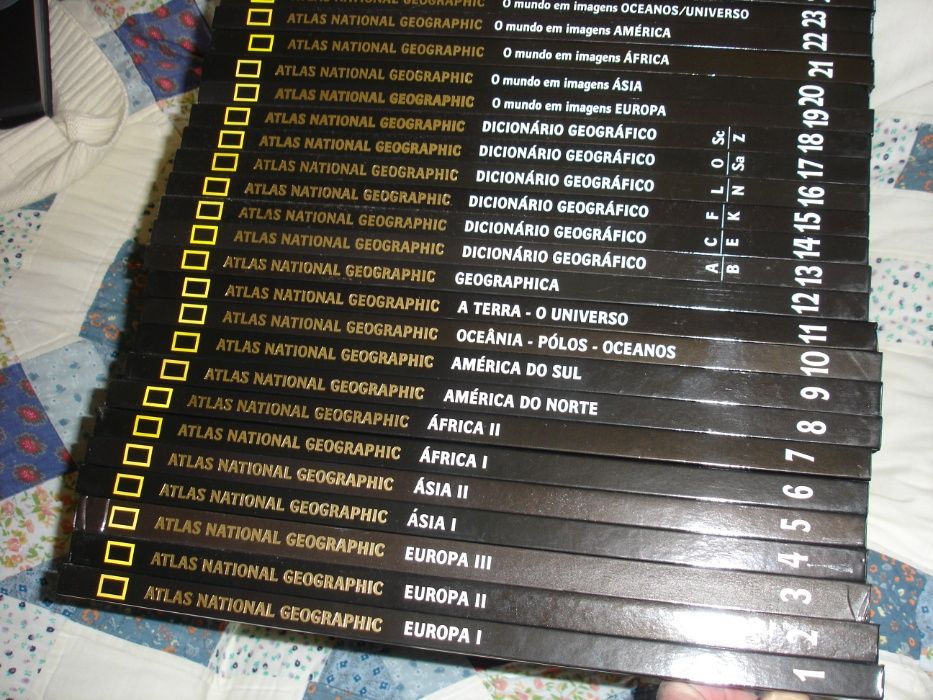 ATLAS NATIONAL GEOGRAPHIC O mundo em imagens OCEANOS/UNIVERSO 23
ATLAS NATIONAL GEOGRAPHIC O mundo em imagens AMÉRICA 22
ATLAS NATIONAL GEOGRAPHIC O mundo em imagens ÁFRICA 21
ATLAS NATIONAL GEOGRAPHIC O mundo em imagens ÁSIA 20
ATLAS NATIONAL GEOGRAPHIC O mundo em imagens EUROPA 19
ATLAS NATIONAL GEOGRAPHIC DICIONÁRIO GEOGRÁFICO Sc Z 18
ATLAS NATIONAL GEOGRAPHIC DICIONÁRIO GEOGRÁFICO O Sa 17
ATLAS NATIONAL GEOGRAPHIC DICIONÁRIO GEOGRÁFICO L N 16
ATLAS NATIONAL GEOGRAPHIC DICIONÁRIO GEOGRÁFICO F K 15
ATLAS NATIONAL GEOGRAPHIC DICIONÁRIO GEOGRÁFICO C E 14
ATLAS NATIONAL GEOGRAPHIC DICIONÁRIO GEOGRÁFICO A B 13
ATLAS NATIONAL GEOGRAPHIC GEOGRAPHICA 12
ATLAS NATIONAL GEOGRAPHIC A TERRA - O UNIVERSO 11
ATLAS NATIONAL GEOGRAPHIC OCEÂNIA - PÓLOS - OCEANOS 10
ATLAS NATIONAL GEOGRAPHIC AMÉRICA DO SUL 9
ATLAS NATIONAL GEOGRAPHIC AMÉRICA DO NORTE 8
ATLAS NATIONAL GEOGRAPHIC ÁFRICA II 7
ATLAS NATIONAL GEOGRAPHIC ÁFRICA I 6
ATLAS NATIONAL GEOGRAPHIC ÁSIA II 5
ATLAS NATIONAL GEOGRAPHIC ÁSIA I 4
ATLAS NATIONAL GEOGRAPHIC EUROPA III 3
ATLAS NATIONAL GEOGRAPHIC EUROPA II 2
ATLAS NATIONAL GEOGRAPHIC EUROPA I 1